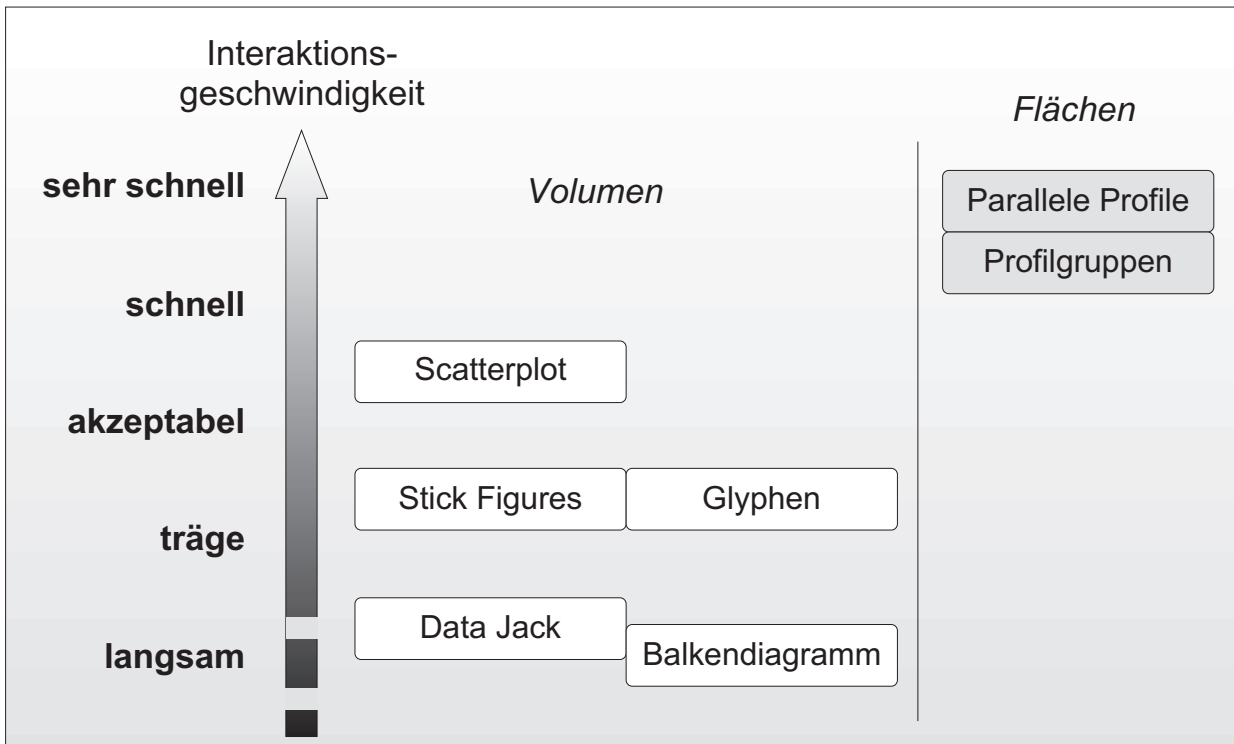 Interaktions-
geschwindigkeit
Flächen
sehr schnell
Volumen
Parallele Profile
Profilgruppen
schnell
Scatterplot
akzeptabel
Stick Figures
Glyphen
träge
Data Jack
Balkendiagramm
langsam